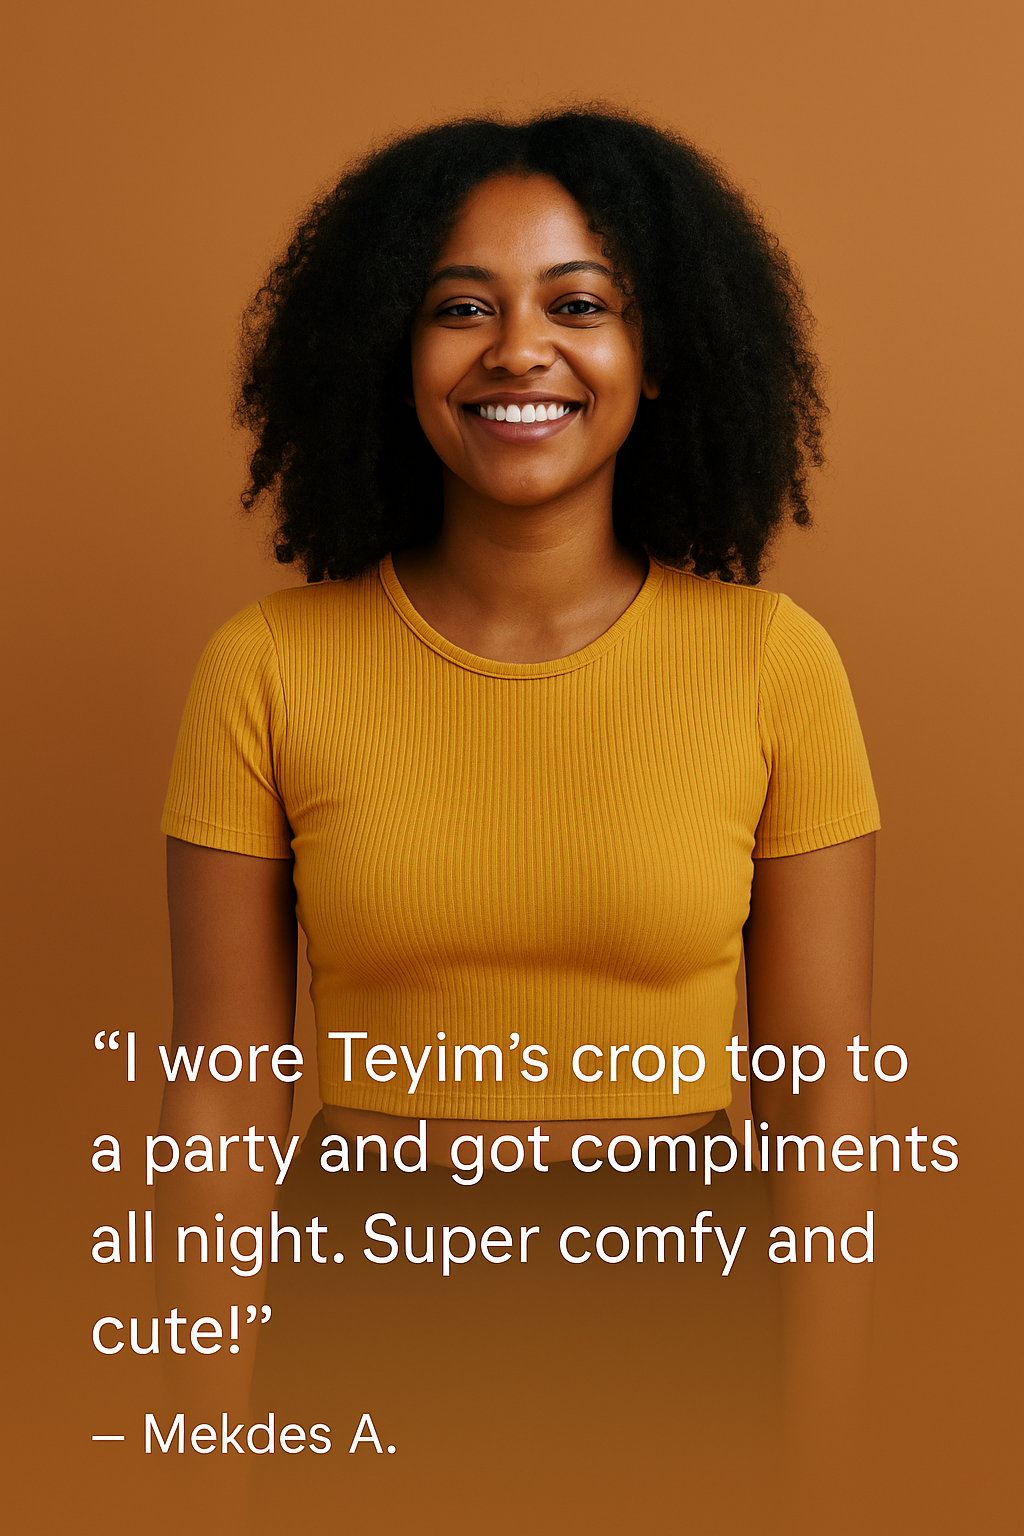 “I wore Teyim’s crop top to
a party and got compliments
all night. Super comfy and
cute!”
– Mekdes A.